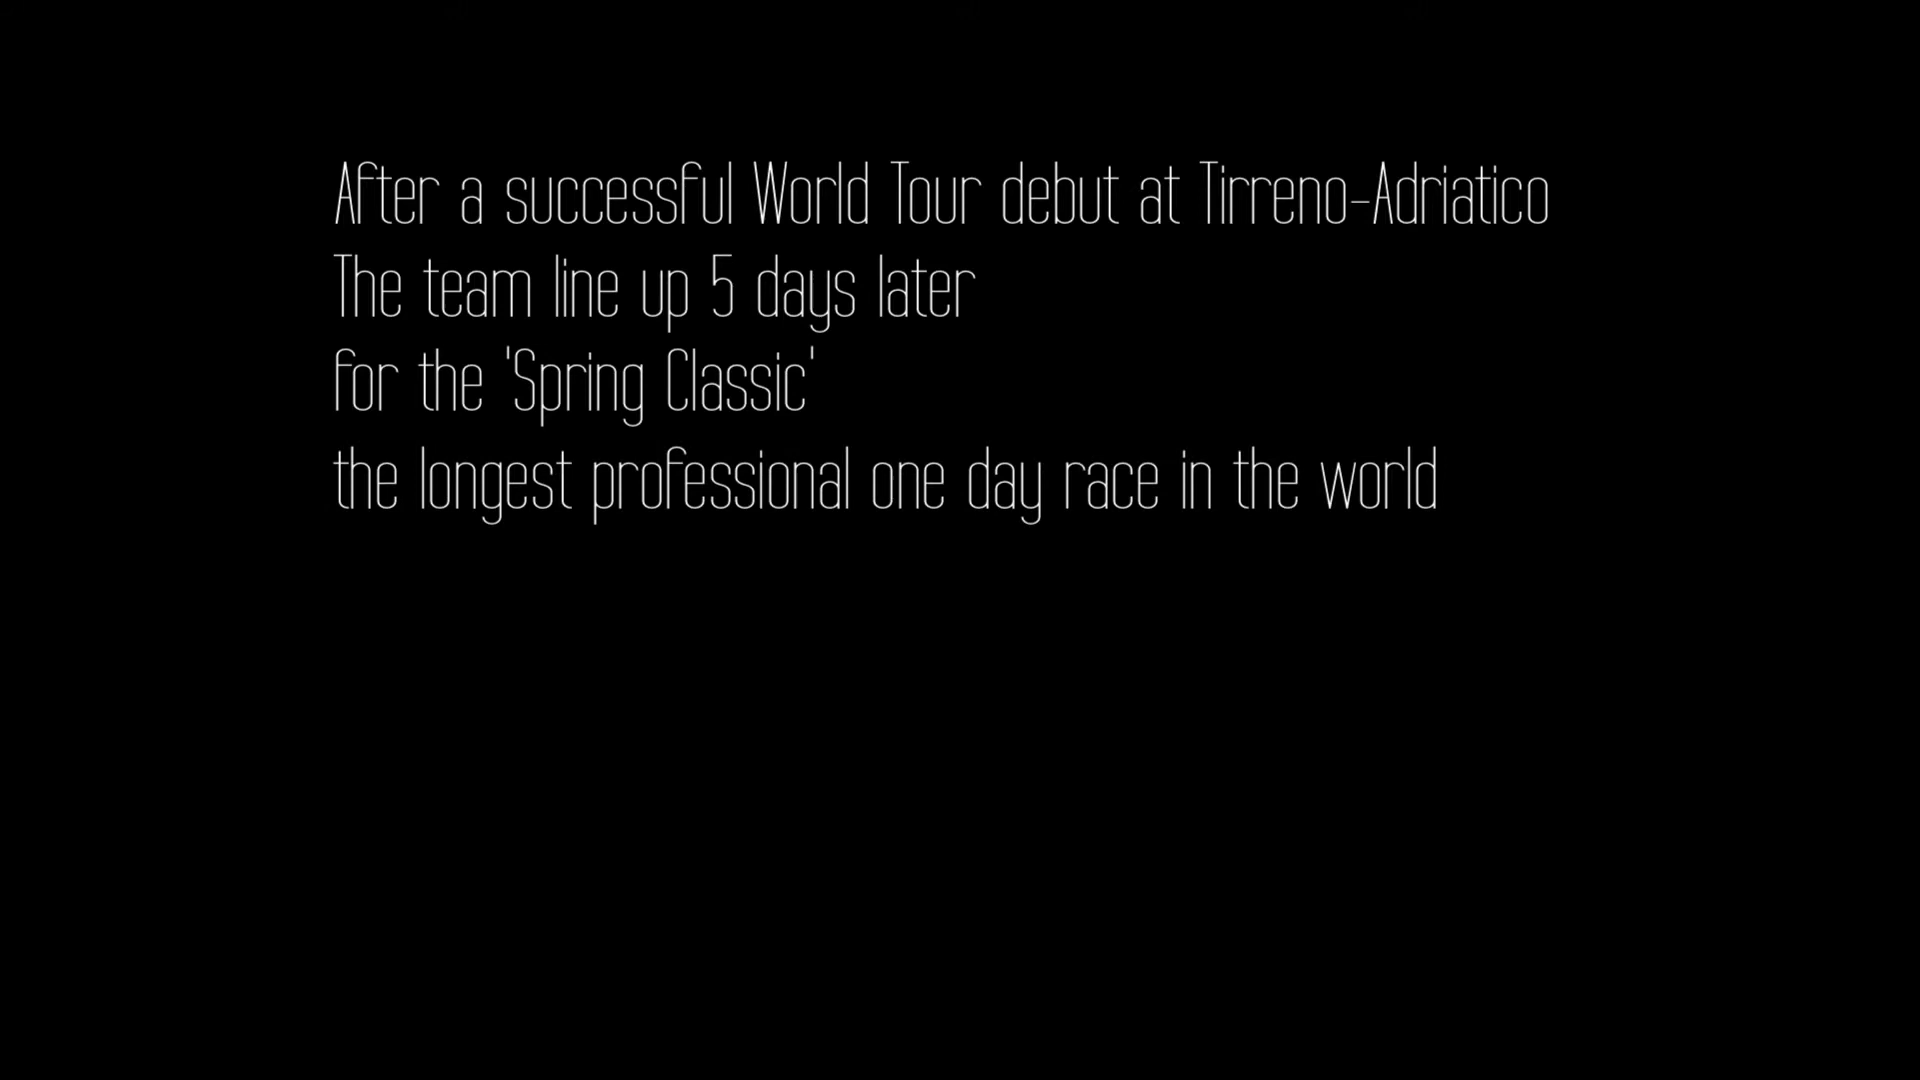 After a successful World Tour debut at Tirreno-Adriatico
The team line up 5 days later
for the 'Spring Classic'
the longest professional one day race in the world